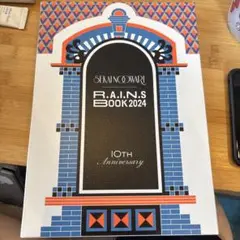 SEKAI NO OWARI
R.A.I.N.S
BOOK 2024
10TH
Anniversary